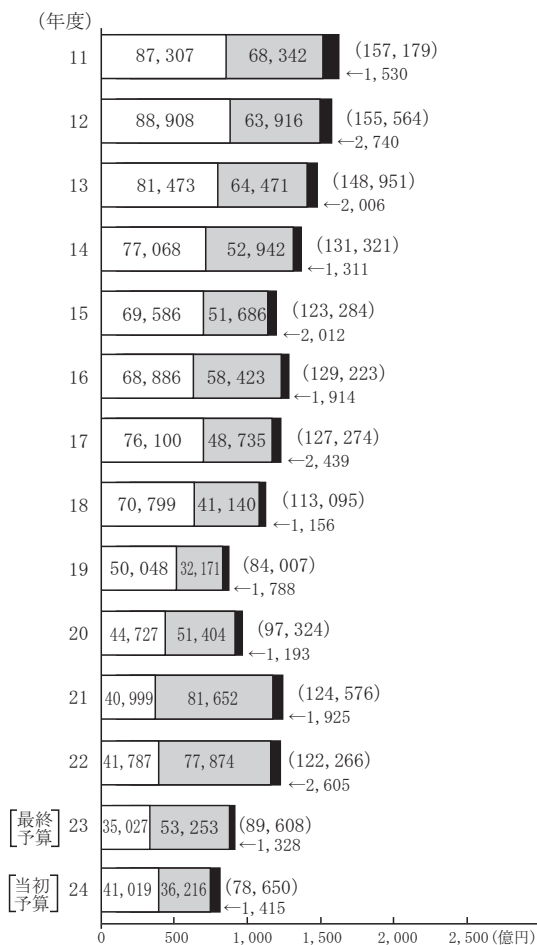 （年度）
11 87,307 68,342 (157,179)
←1,530
12 88,908 63,916 (155,564)
←2,740
13 81,473 64,471 (148,951)
←2,006
14 77,068 52,942 (131,321)
←1,311
15 69,586 51,686 (123,284)
←2,012
16 68,886 58,423 (129,223)
←1,914
17 76,100 48,735 (127,274)
←2,439
18 70,799 41,140 (113,095)
←1,156
19 50,048 32,171 (84,007)
←1,788
20 44,727 51,404 (97,324)
←1,193
21 40,999 81,652 (124,576)
←1,925
22 41,787 77,874 (122,266)
←2,605
[最終予算] 23 35,027 53,253 (89,608)
←1,328
[当初予算] 24 41,019 36,216 (78,650)
←1,415
0 500 1,000 1,500 2,000 2,500 (億円)